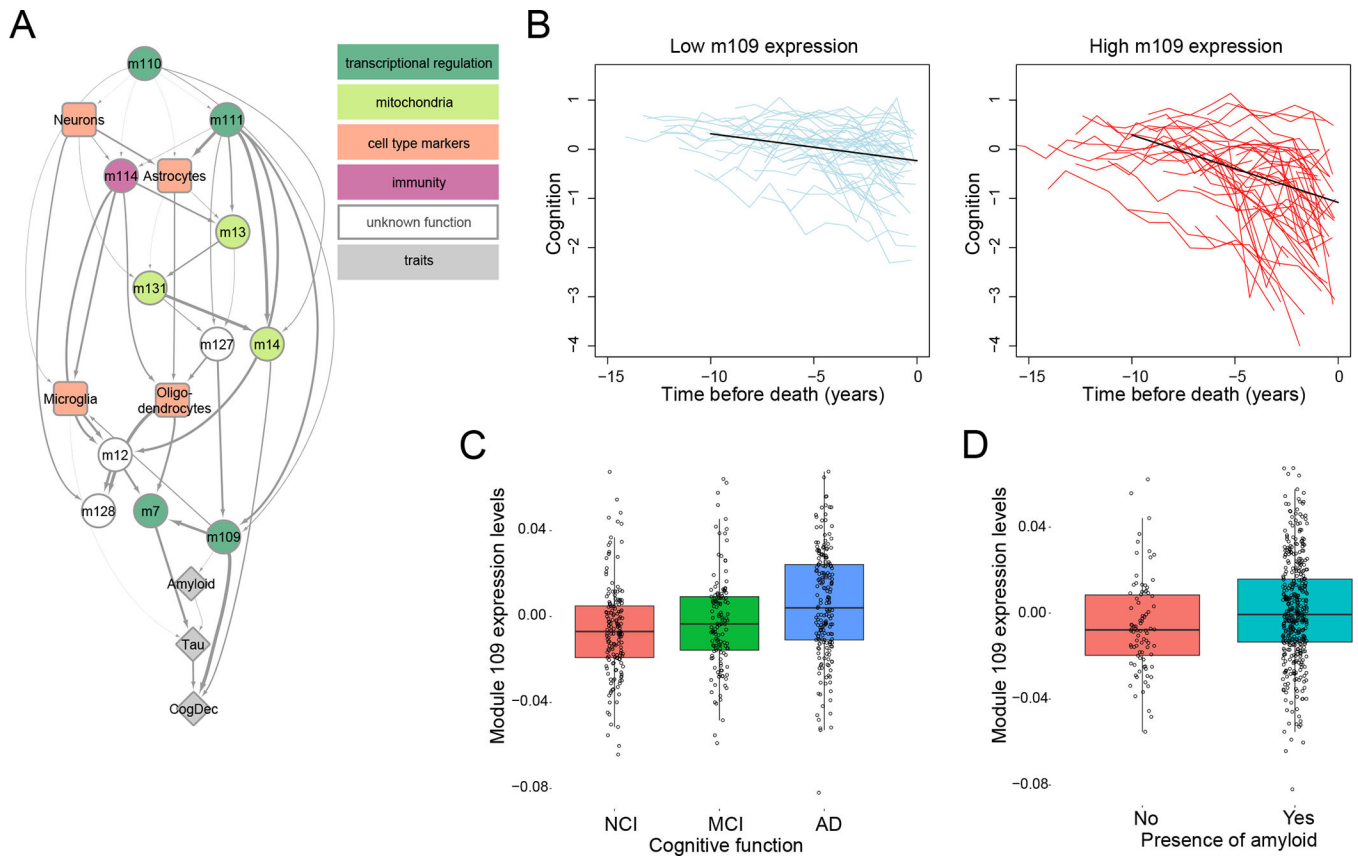 A
m110
Neurons
m111
m114
Astrocytes
m13
m131
m127
m14
Microglia
Oligo-
dendrocytes
m12
m128
m7
m109
Amyloid
Tau
CogDec
transcriptional regulation
mitochondria
cell type markers
immunity
unknown function
traits
B
Low m109 expression
Cognition
1
0
−1
−2
−3
−4
−15
−10
−5
0
Time before death (years)
High m109 expression
Cognition
1
0
−1
−2
−3
−4
−15
−10
−5
0
Time before death (years)
C
Module 109 expression levels
0.04
0.00
−0.04
−0.08
NCI
MCI
AD
Cognitive function
D
Module 109 expression levels
0.04
0.00
−0.04
−0.08
No
Yes
Presence of amyloid